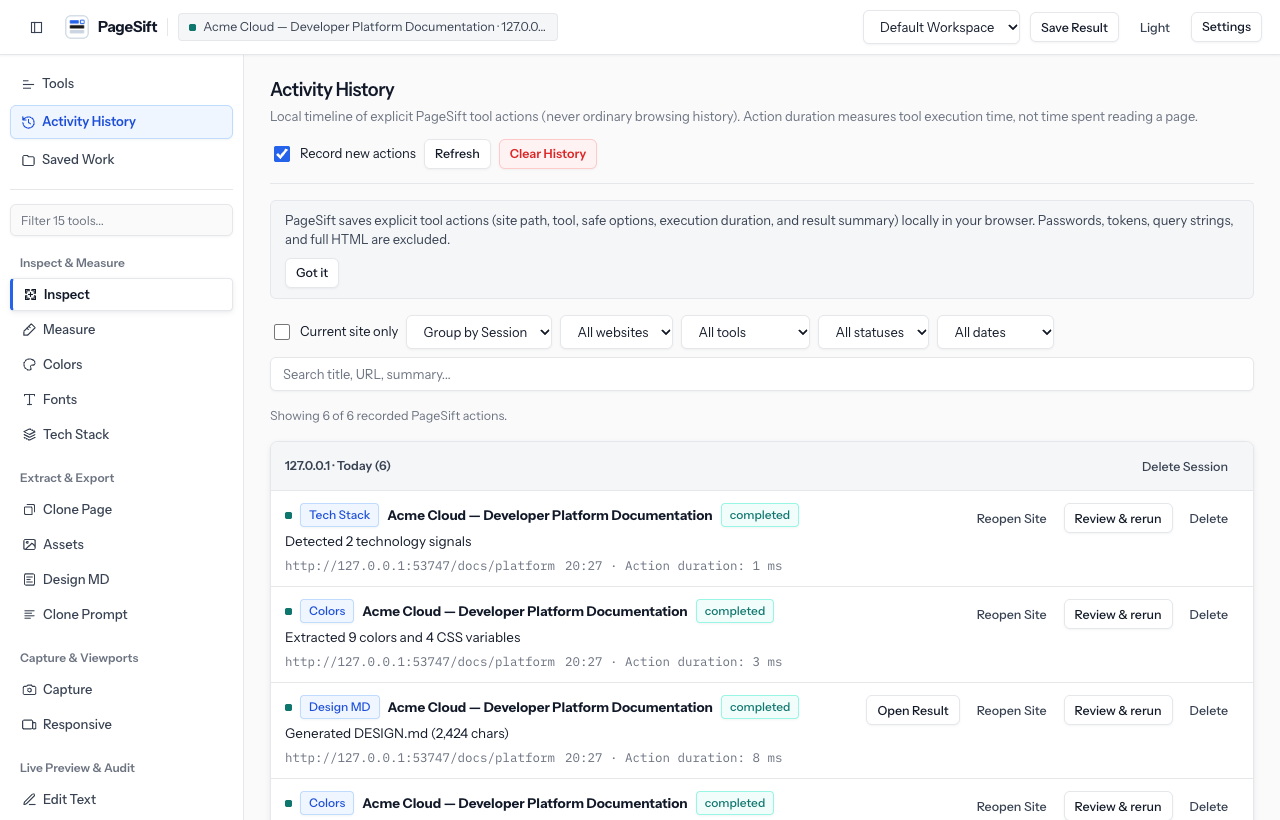 PageSift
Acme Cloud — Developer Platform Documentation · 127.0.0...
Default Workspace
Save Result
Light
Settings
Tools
Activity History
Saved Work
Filter 15 tools...
Inspect & Measure
Inspect
Measure
Colors
Fonts
Tech Stack
Extract & Export
Clone Page
Assets
Design MD
Clone Prompt
Capture & Viewports
Capture
Responsive
Live Preview & Audit
Edit Text
Activity History
Local timeline of explicit PageSift tool actions (never ordinary browsing history). Action duration measures tool execution time, not time spent reading a page.
Record new actions
Refresh
Clear History
PageSift saves explicit tool actions (site path, tool, safe options, execution duration, and result summary) locally in your browser. Passwords, tokens, query strings,
and full HTML are excluded.
Got it
Current site only
Group by Session
All websites
All tools
All statuses
All dates
Search title, URL, summary...
Showing 6 of 6 recorded PageSift actions.
127.0.0.1 · Today (6)
Delete Session
Tech Stack Acme Cloud — Developer Platform Documentation completed
Reopen Site Review & rerun Delete
Detected 2 technology signals
http://127.0.0.1:53747/docs/platform 20:27 · Action duration: 1 ms
Colors Acme Cloud — Developer Platform Documentation completed
Reopen Site Review & rerun Delete
Extracted 9 colors and 4 CSS variables
http://127.0.0.1:53747/docs/platform 20:27 · Action duration: 3 ms
Design MD Acme Cloud — Developer Platform Documentation completed
Open Result Reopen Site Review & rerun Delete
Generated DESIGN.md (2,424 chars)
http://127.0.0.1:53747/docs/platform 20:27 · Action duration: 8 ms
Colors Acme Cloud — Developer Platform Documentation completed
Reopen Site Review & rerun Delete